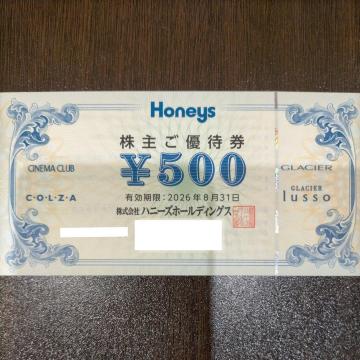 Honeys
株主ご優待券
CINEMA CLUB
¥500
GLACIER
C・O・L・Z・A
GLACIER
lusso
有効期限：2026年8月31日
株式会社ハニーズホールディングス